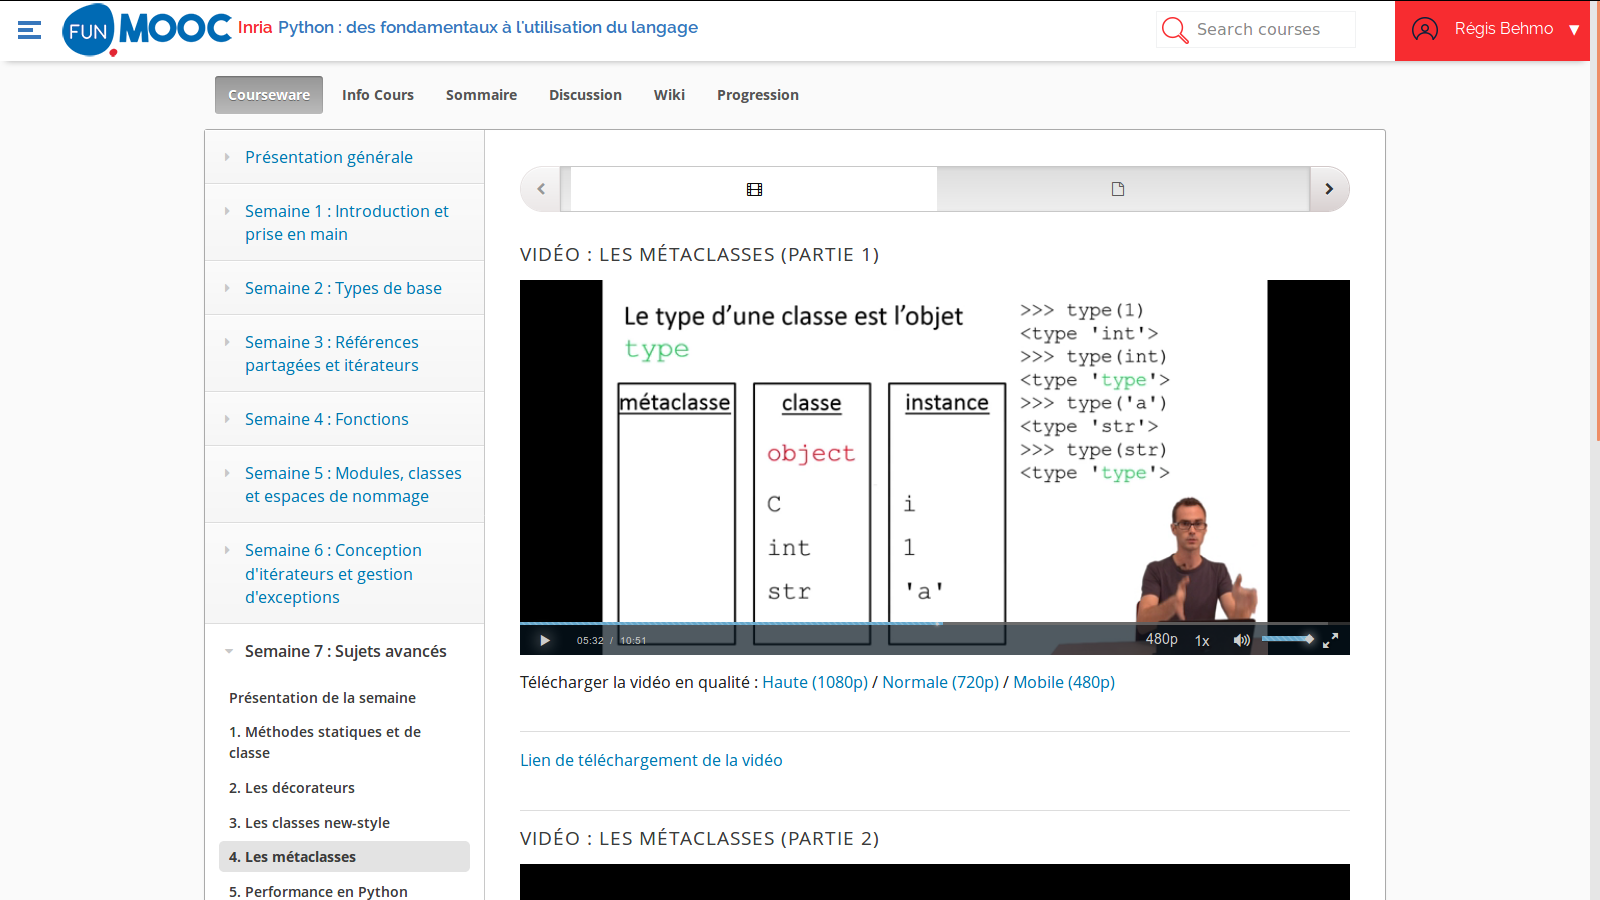 FUN MOOC Inria Python : des fondamentaux à l'utilisation du langage
Search courses
Régis Behmo ▼
Courseware Info Cours Sommaire Discussion Wiki Progression
Présentation générale
Semaine 1 : Introduction et
prise en main
Semaine 2 : Types de base
Semaine 3 : Références
partagées et itérateurs
Semaine 4 : Fonctions
Semaine 5 : Modules, classes
et espaces de nommage
Semaine 6 : Conception
d'itérateurs et gestion
d'exceptions
Semaine 7 : Sujets avancés
Présentation de la semaine
1. Méthodes statiques et de
classe
2. Les décorateurs
3. Les classes new-style
4. Les métaclasses
5. Performance en Python
VIDÉO : LES MÉTACLASSES (PARTIE 1)
Le type d’une classe est l’objet
type
métaclasse
classe
object
C
int
str
instance
i
1
'a'
>>> type(1)
<type 'int'>
>>> type(int)
<type 'type'>
>>> type('a')
<type 'str'>
>>> type(str)
<type 'type'>
05:32 / 10:51
480p 1x
Télécharger la vidéo en qualité : Haute (1080p) / Normale (720p) / Mobile (480p)
Lien de téléchargement de la vidéo
VIDÉO : LES MÉTACLASSES (PARTIE 2)